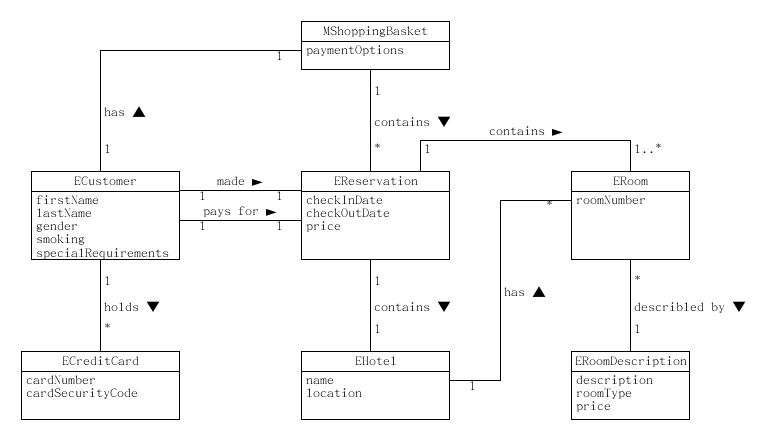 MShoppingBasket
paymentOptions
1
1
has ▲
contains ▼
contains ►
1
*
1
1..*
ECustomer
made ►
EReservation
ERoom
firstName
1
1
checkInDate
*
roomNumber
lastName
pays for ►
checkOutDate
gender
1
1
price
smoking
specialRequirements
1
1
*
has ▲
holds ▼
contains ▼
describled by ▼
*
1
1
ECreditCard
EHotel
ERoomDescription
cardNumber
name
1
description
cardSecurityCode
location
roomType
price